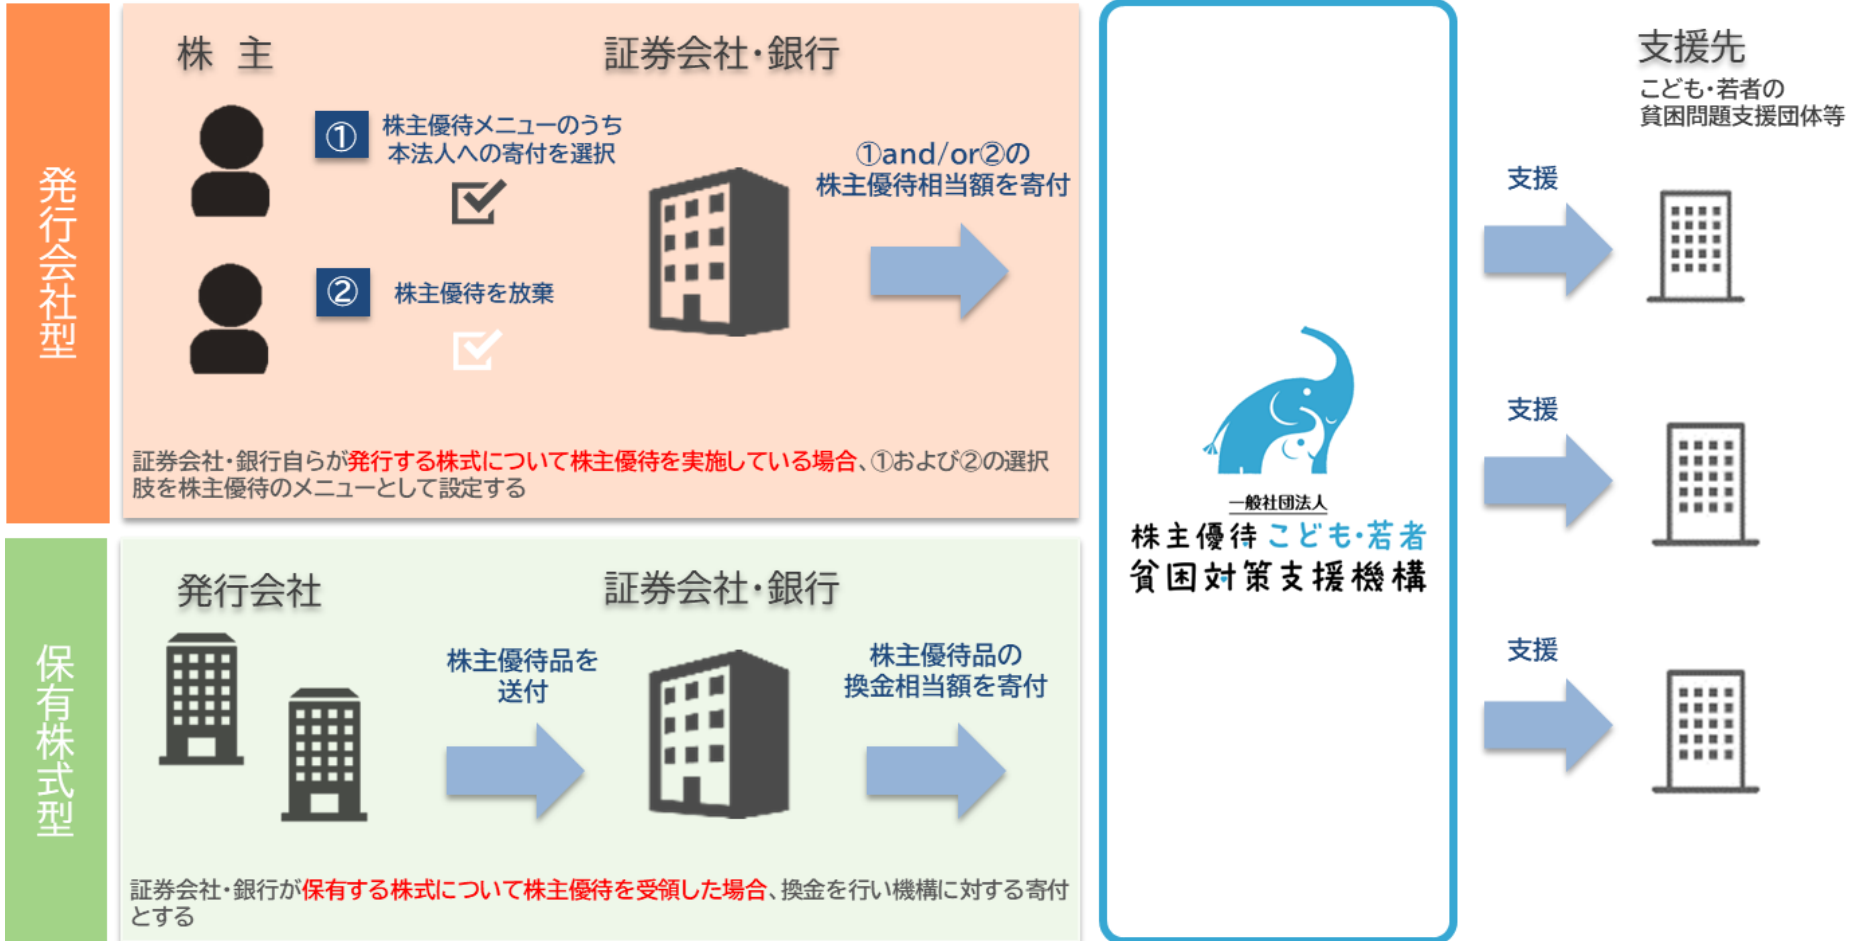 発行会社型
株 主
証券会社・銀行
①
株主優待メニューのうち
本法人への寄付を選択
②
株主優待を放棄
①and/or②の
株主優待相当額を寄付
証券会社・銀行自らが発行する株式について株主優待を実施している場合、①および②の選択
肢を株主優待のメニューとして設定する
保有株式型
発行会社
証券会社・銀行
株主優待品を
送付
株主優待品の
換金相当額を寄付
証券会社・銀行が保有する株式について株主優待を受領した場合、換金を行い機構に対する寄付
とする
一般社団法人
株主優待 こども・若者
貧困対策支援機構
支援先
こども・若者の
貧困問題支援団体等
支援
支援
支援